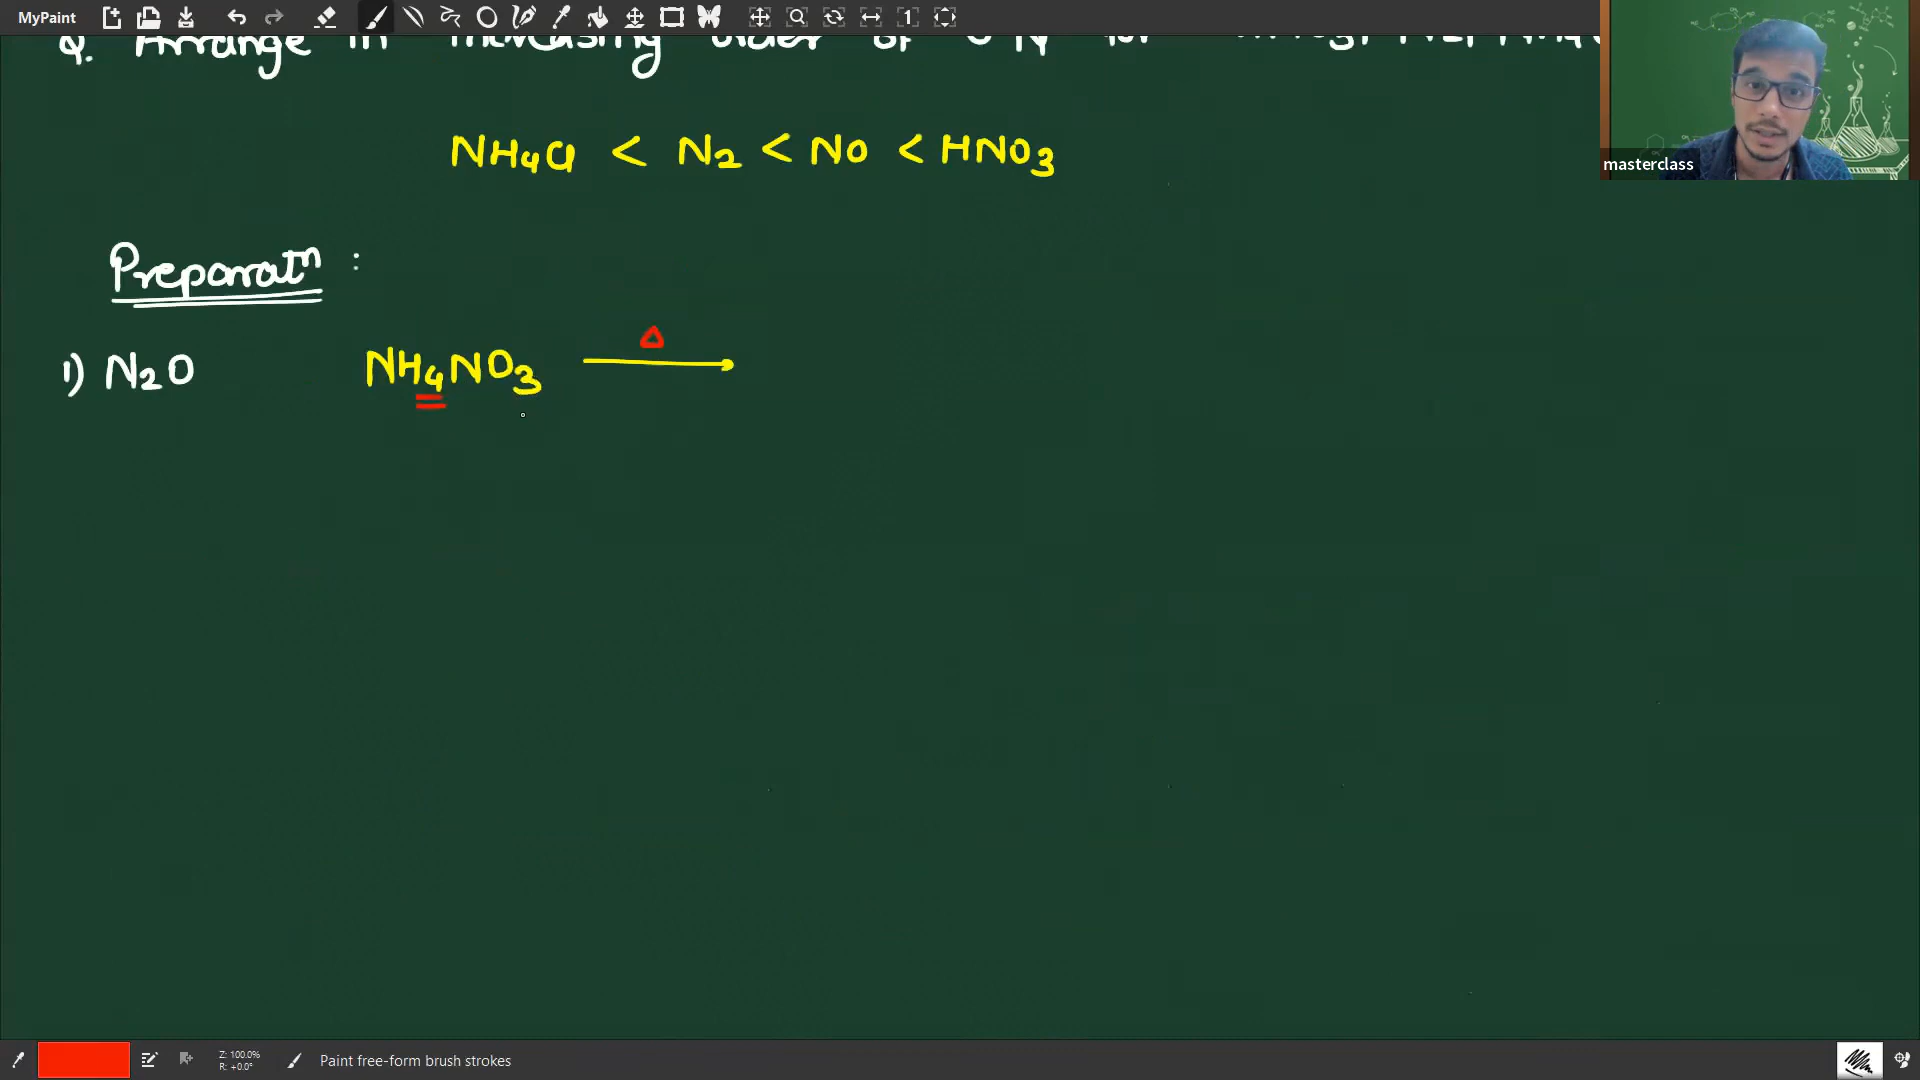 MyPaint
Q. Arrange in increasing order of
NH4Cl < N2 < NO < HNO3
masterclass
Preparatn :
1) N2O NH4NO3 Δ →
Z: 100.0%
R: +0.0°
Paint free-form brush strokes